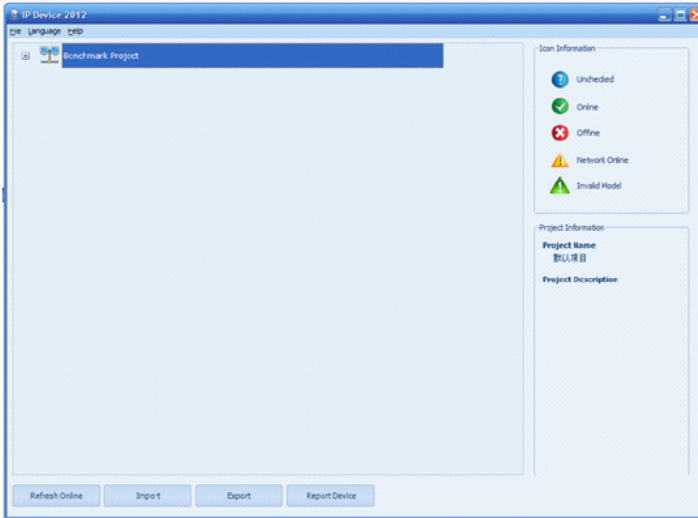 IP Device 2012
File Language Help
Benchmark Project
Icon Information
Unchecked
Online
Offline
Network Online
Invalid Model
Project Information
Project Name
默认项目
Project Description
Refresh Online Import Export Report Device